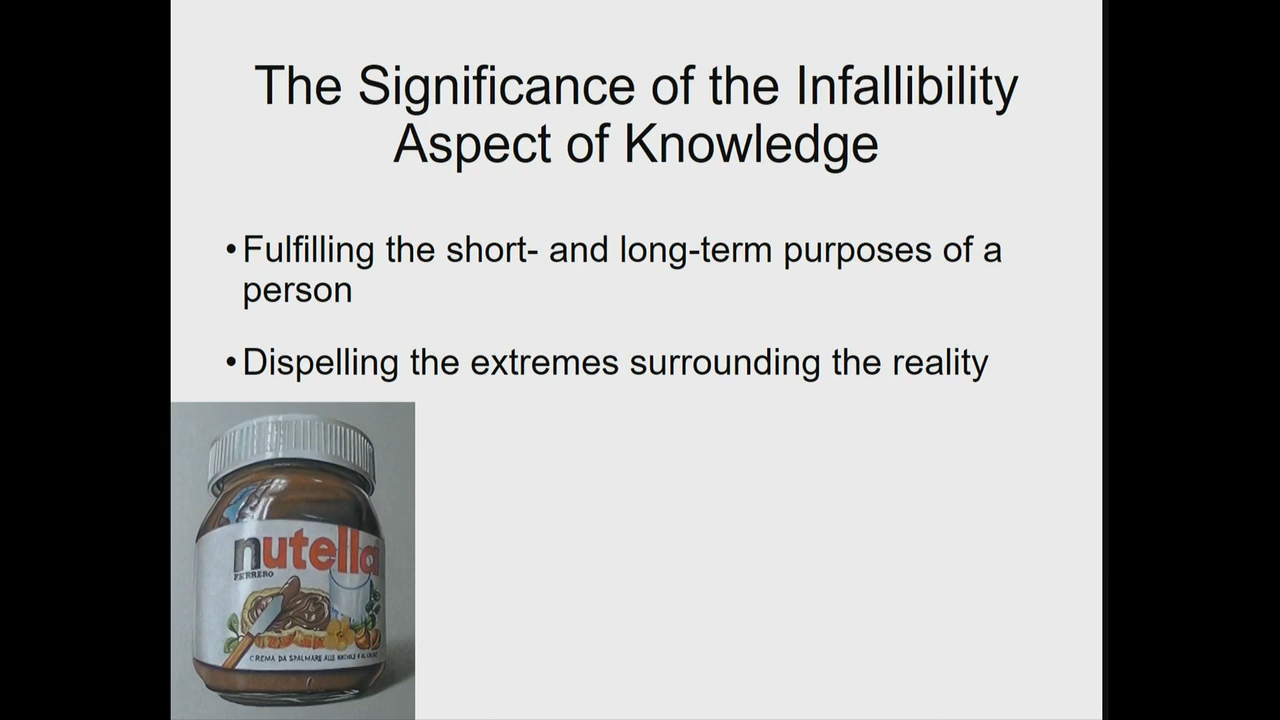 The Significance of the Infallibility
Aspect of Knowledge
• Fulfilling the short- and long-term purposes of a
person
• Dispelling the extremes surrounding the reality
nutella
FERRERO
CREMA DA SPALMARE ALLE